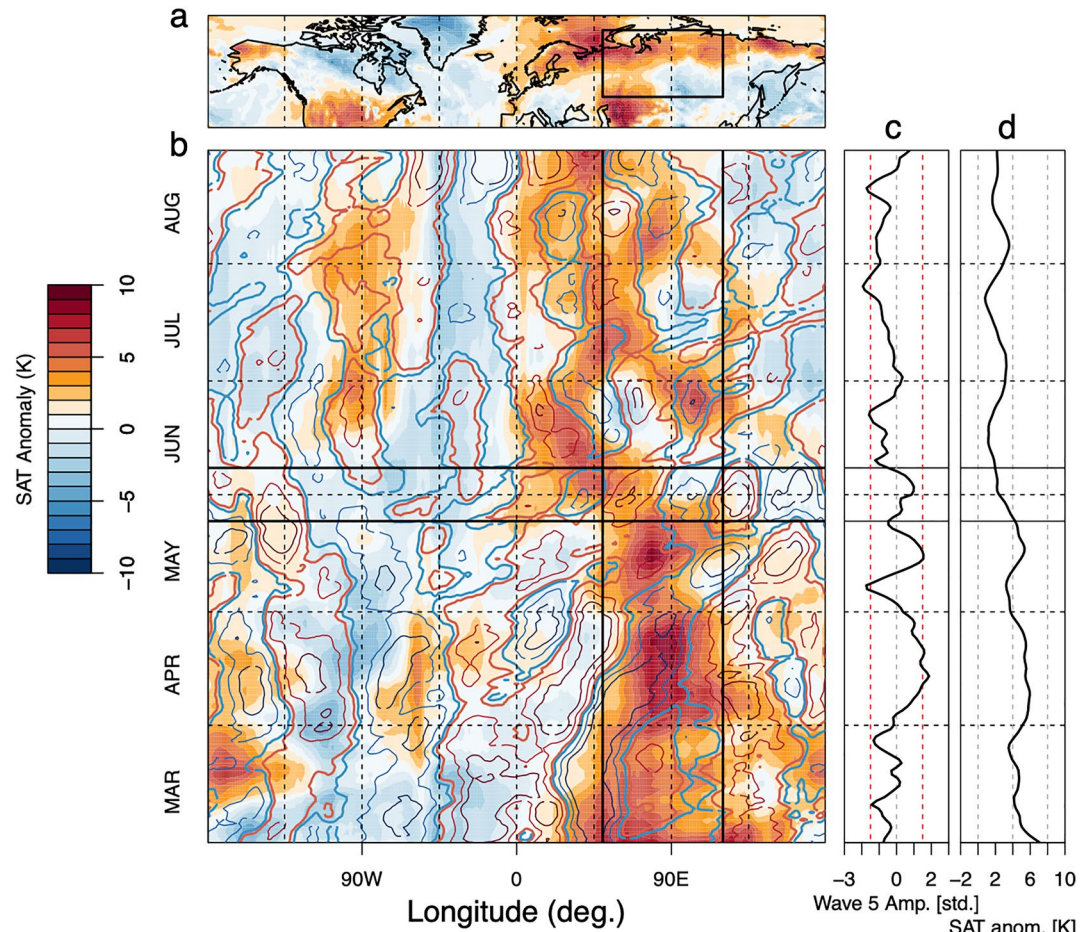 a
b
c
d
AUG
JUL
JUN
MAY
APR
MAR
10
5
0
−5
−10
SAT Anomaly (K)
90W
0
90E
Longitude (deg.)
−3
0
2
Wave 5 Amp. [std.]
−2
2
6
10
SAT anom. [K]